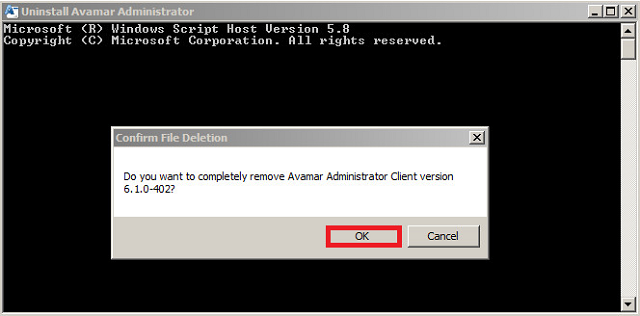 Uninstall Avamar Administrator
Microsoft (R) Windows Script Host Version 5.8
Copyright (C) Microsoft Corporation. All rights reserved.
Confirm File Deletion
Do you want to completely remove Avamar Administrator Client version
6.1.0-402?
OK
Cancel